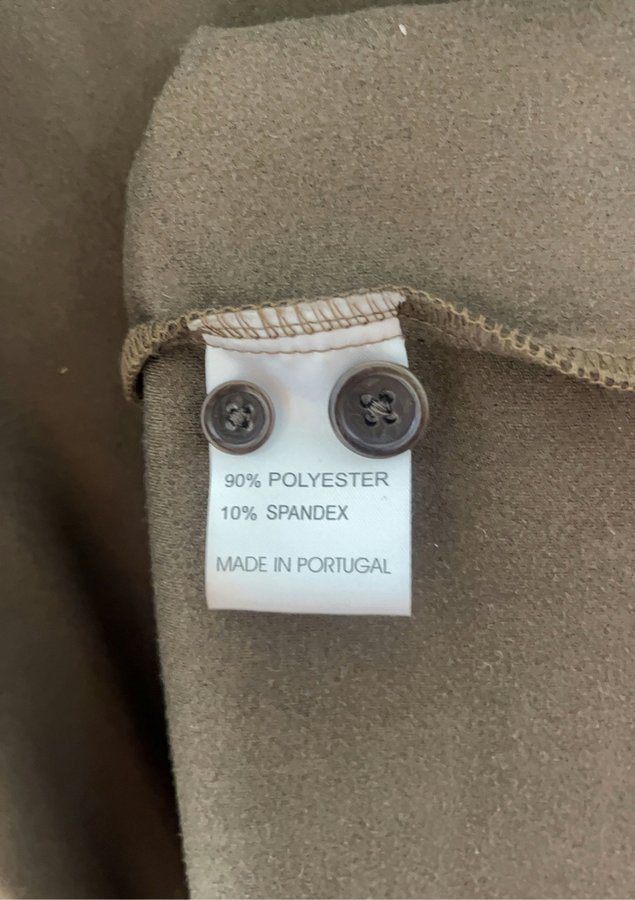 90% POLYESTER
10% SPANDEX
MADE IN PORTUGAL